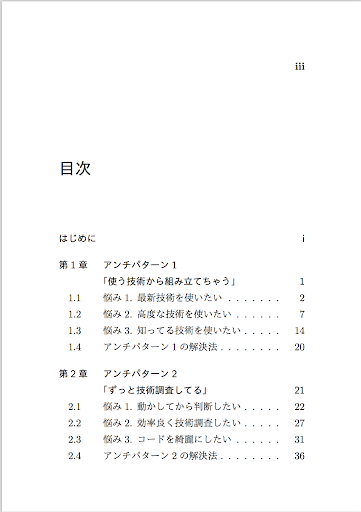 iii
目次
はじめに i
第 1 章 アンチパターン 1
「使う技術から組み立てちゃう」 1
1.1 悩み 1. 最新技術を使いたい . . . . . . . 2
1.2 悩み 2. 高度な技術を使いたい . . . . . . 7
1.3 悩み 3. 知ってる技術を使いたい . . . . . 14
1.4 アンチパターン 1 の解決法 . . . . . . . . 20
第 2 章 アンチパターン 2
「ずっと技術調査してる」 21
2.1 悩み 1. 動かしてから判断したい . . . . . 22
2.2 悩み 2. 効率良く技術調査したい . . . . . 27
2.3 悩み 3. コードを綺麗にしたい . . . . . . 31
2.4 アンチパターン 2 の解決法 . . . . . . . . 36